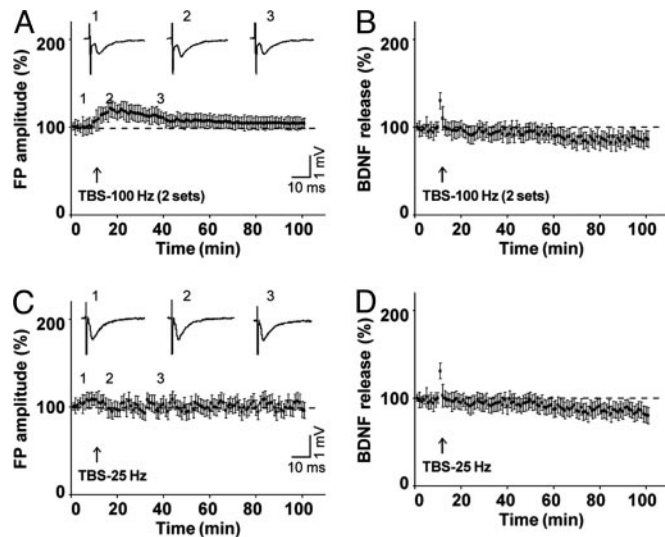 A
1 2 3
200
100
0
FP amplitude (%)
1 2 3
1 mV
10 ms
TBS-100 Hz (2 sets)
0 20 40 60 80 100
Time (min)
B
200
100
0
BDNF release (%)
TBS-100 Hz (2 sets)
0 20 40 60 80 100
Time (min)
C
1 2 3
200
100
0
FP amplitude (%)
1 2 3
1 mV
10 ms
TBS-25 Hz
0 20 40 60 80 100
Time (min)
D
200
100
0
BDNF release (%)
TBS-25 Hz
0 20 40 60 80 100
Time (min)